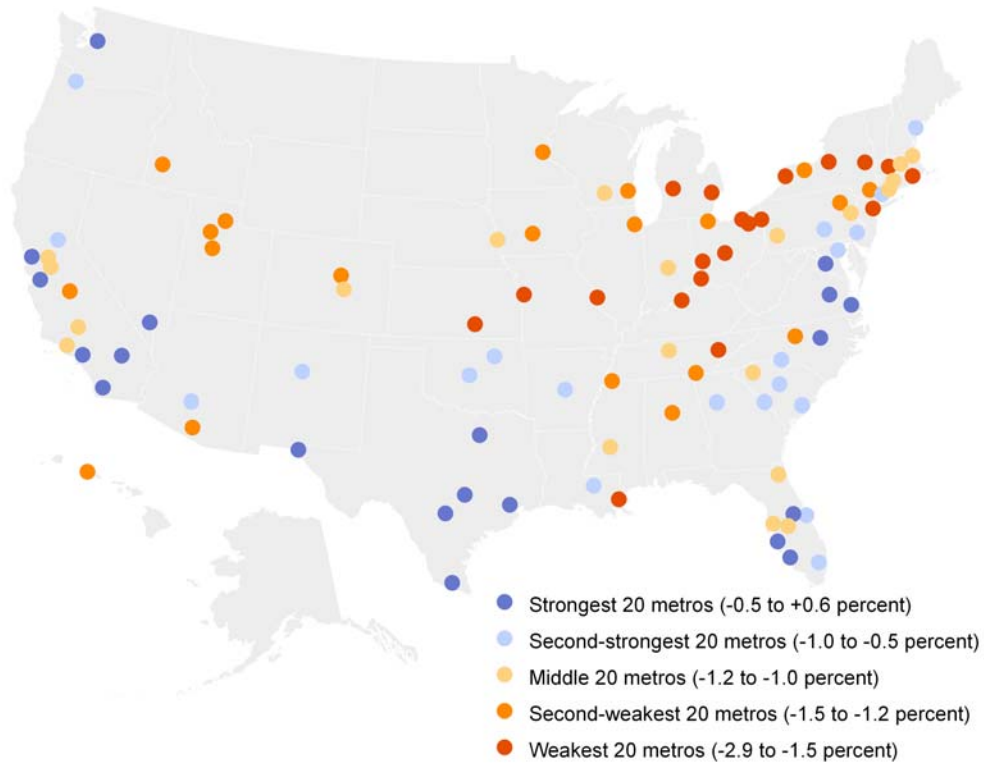 Strongest 20 metros (-0.5 to +0.6 percent)
Second-strongest 20 metros (-1.0 to -0.5 percent)
Middle 20 metros (-1.2 to -1.0 percent)
Second-weakest 20 metros (-1.5 to -1.2 percent)
Weakest 20 metros (-2.9 to -1.5 percent)